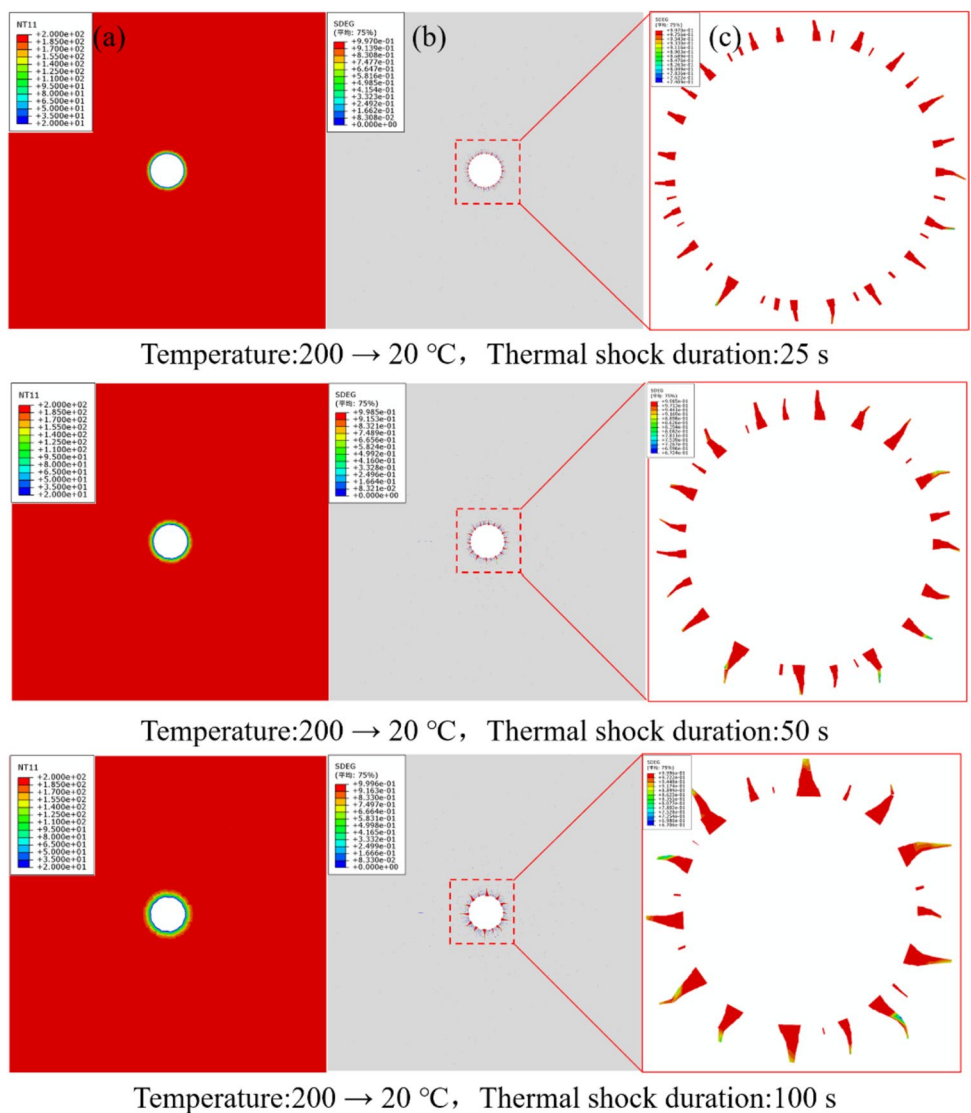 (a)
(b)
(c)
NT11
+2.000e+02
+1.850e+02
+1.700e+02
+1.550e+02
+1.400e+02
+1.250e+02
+1.100e+02
+9.500e+01
+8.000e+01
+6.500e+01
+5.000e+01
+3.500e+01
+2.000e+01
SDEG
(平均: 75%)
+9.970e-01
+9.139e-01
+8.308e-01
+7.477e-01
+6.647e-01
+5.816e-01
+4.985e-01
+4.154e-01
+3.323e-01
+2.492e-01
+1.662e-01
+8.308e-02
+0.000e+00
SDEG
(平均: 75%)
Temperature:200 → 20 ℃, Thermal shock duration:25 s
NT11
+2.000e+02
+1.850e+02
+1.700e+02
+1.550e+02
+1.400e+02
+1.250e+02
+1.100e+02
+9.500e+01
+8.000e+01
+6.500e+01
+5.000e+01
+3.500e+01
+2.000e+01
SDEG
(平均: 75%)
+9.985e-01
+9.153e-01
+8.321e-01
+7.489e-01
+6.656e-01
+5.824e-01
+4.992e-01
+4.160e-01
+3.328e-01
+2.496e-01
+1.664e-01
+8.321e-02
+0.000e+00
SDEG
(平均: 75%)
Temperature:200 → 20 ℃, Thermal shock duration:50 s
NT11
+2.000e+02
+1.850e+02
+1.700e+02
+1.550e+02
+1.400e+02
+1.250e+02
+1.100e+02
+9.500e+01
+8.000e+01
+6.500e+01
+5.000e+01
+3.500e+01
+2.000e+01
SDEG
(平均: 75%)
+9.996e-01
+9.163e-01
+8.330e-01
+7.497e-01
+6.664e-01
+5.831e-01
+4.998e-01
+4.165e-01
+3.332e-01
+2.499e-01
+1.666e-01
+8.330e-02
+0.000e+00
SDEG
(平均: 75%)
Temperature:200 → 20 ℃, Thermal shock duration:100 s